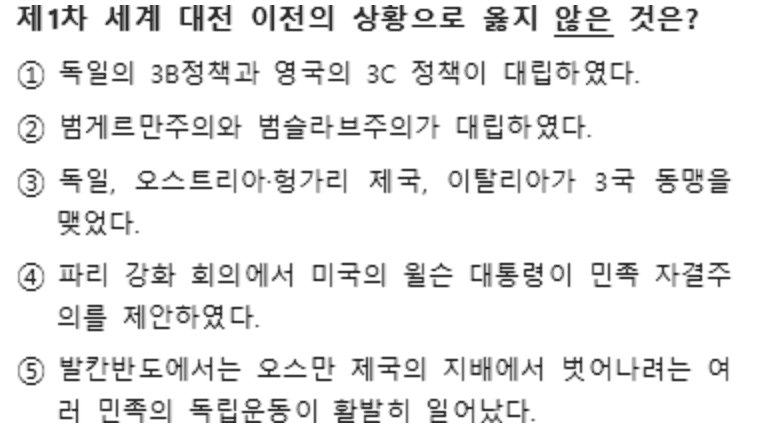 제1차 세계 대전 이전의 상황으로 옳지 않은 것은?
① 독일의 3B정책과 영국의 3C 정책이 대립하였다.
② 범게르만주의와 범슬라브주의가 대립하였다.
③ 독일, 오스트리아·헝가리 제국, 이탈리아가 3국 동맹을
맺었다.
④ 파리 강화 회의에서 미국의 윌슨 대통령이 민족 자결주
의를 제안하였다.
⑤ 발칸반도에서는 오스만 제국의 지배에서 벗어나려는 여
러 민족의 독립운동이 활발히 일어났다.